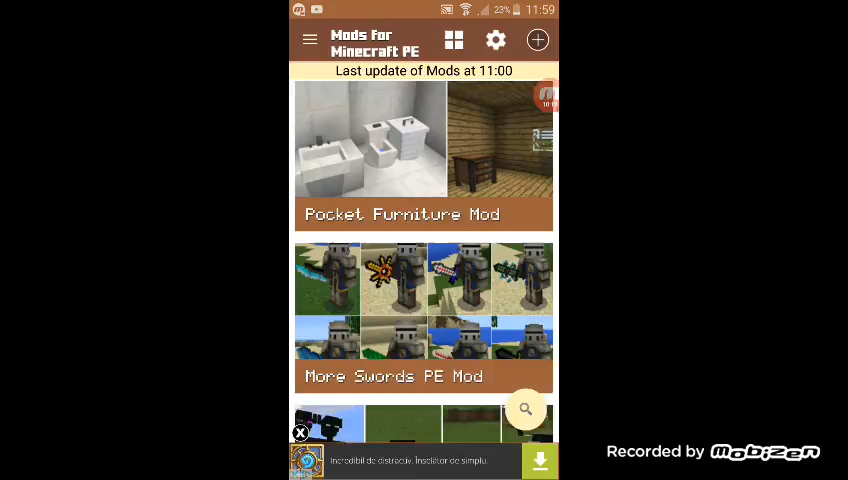 23% 11:59
Mods for
Minecraft PE
Last update of Mods at 11:00
Pocket Furniture Mod
More Swords PE Mod
X
Incredibil de distractiv. Înșelător de simplu.
Recorded by Mobizen